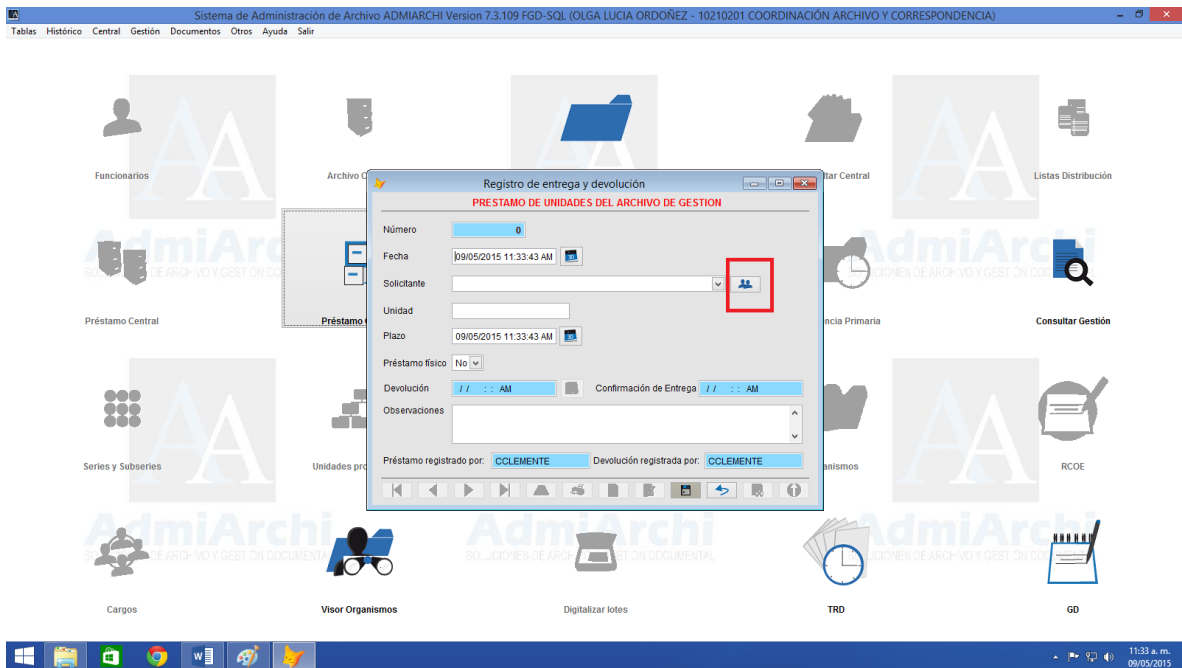 Sistema de Administración de Archivo ADMIARCHI Version 7.3.109 FGD-SQL (OLGA LUCIA ORDOÑEZ - 10210201 COORDINACIÓN ARCHIVO Y CORRESPONDENCIA)
Tablas Histórico Central Gestión Documentos Otros Ayuda Salir
Funcionarios
Archivo C
tar Central
Listas Distribución
Registro de entrega y devolución
PRESTAMO DE UNIDADES DEL ARCHIVO DE GESTION
Número 0
Fecha 09/05/2015 11:33:43 AM
Solicitante
Unidad
Plazo 09/05/2015 11:33:43 AM
Préstamo físico No
Devolución / / : : AM Confirmación de Entrega / / : : AM
Observaciones
Préstamo registrado por: CCLEMENTE Devolución registrada por: CCLEMENTE
Préstamo Central
Préstamo
ncia Primaria
Consultar Gestión
Series y Subseries
Unidades pro
anismos
RCOE
AdmiArchi
Cargos
Visor Organismos
Digitalizar lotes
TRD
GD
11:33 a. m.
09/05/2015